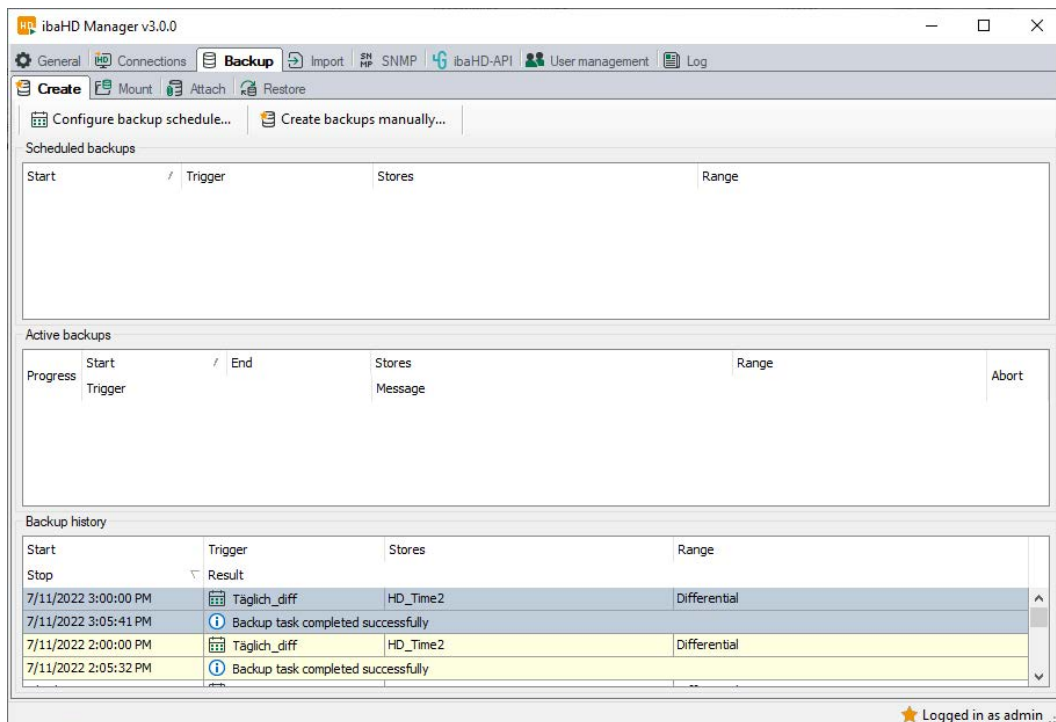 HD ibaHD Manager v3.0.0
General HD Connections Backup Import SNMP ibaHD-API User management Log
Create Mount Attach Restore
Configure backup schedule... Create backups manually...
Scheduled backups
Start Trigger Stores Range
Active backups
Progress Start End Stores Range Abort
Trigger Message
Backup history
Start Trigger Stores Range
Stop Result
7/11/2022 3:00:00 PM Täglich_diff HD_Time2 Differential
7/11/2022 3:05:41 PM Backup task completed successfully
7/11/2022 2:00:00 PM Täglich_diff HD_Time2 Differential
7/11/2022 2:05:32 PM Backup task completed successfully
Logged in as admin